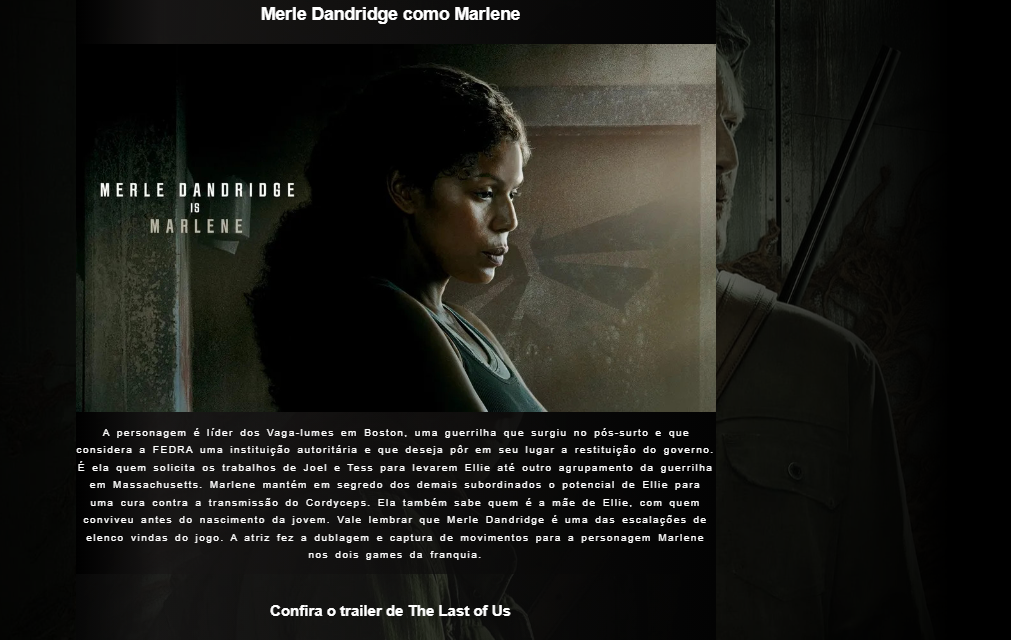 Merle Dandridge como Marlene
MERLE DANDRIDGE
IS
MARLENE
A personagem é líder dos Vaga-lumes em Boston, uma guerrilha que surgiu no pós-surto e que
considera a FEDRA uma instituição autoritária e que deseja pôr em seu lugar a restituição do governo.
É ela quem solicita os trabalhos de Joel e Tess para levarem Ellie até outro agrupamento da guerrilha
em Massachusetts. Marlene mantém em segredo dos demais subordinados o potencial de Ellie para
uma cura contra a transmissão do Cordyceps. Ela também sabe quem é a mãe de Ellie, com quem
conviveu antes do nascimento da jovem. Vale lembrar que Merle Dandridge é uma das escalações de
elenco vindas do jogo. A atriz fez a dublagem e captura de movimentos para a personagem Marlene
nos dois games da franquia.
Confira o trailer de The Last of Us